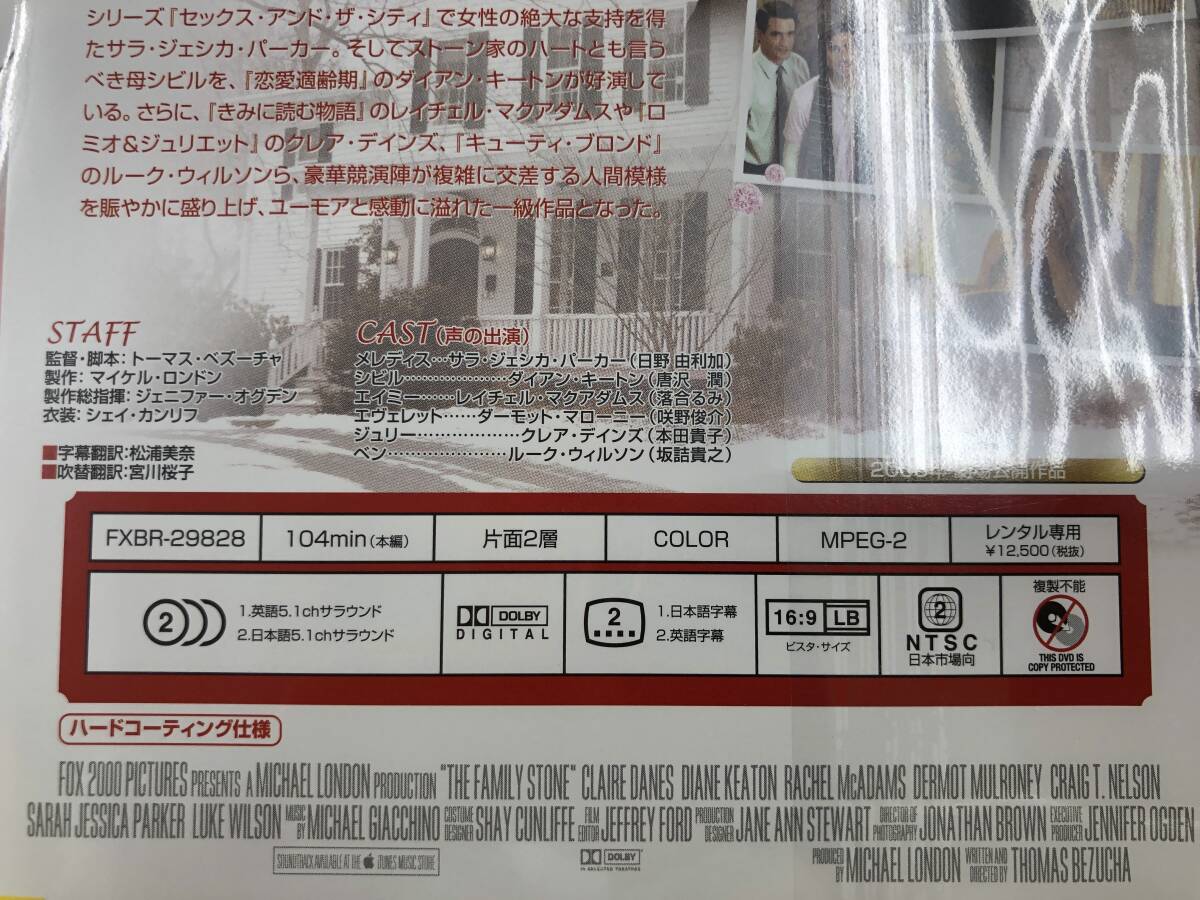 シリーズ『セックス・アンド・ザ・シティ』で女性の絶大な支持を得
たサラ・ジェシカ・パーカー。そしてストーン家のハートとも言う
べき母シビルを、『恋愛適齢期』のダイアン・キートンが好演して
いる。さらに、『きみに読む物語』のレイチェル・マクアダムスや『ロ
ミオ&ジュリエット』のクレア・デインズ、『キューティ・ブロンド』
のルーク・ウィルソンら、豪華競演陣が複雑に交差する人間模様
を賑やかに盛り上げ、ユーモアと感動に溢れた一級作品となった。
STAFF
監督・脚本：トーマス・ベズーチャ
製作：マイケル・ロンドン
製作総指揮：ジェニファー・オグデン
衣装：シェイ・カンリフ
■字幕翻訳：松浦美奈
■吹替翻訳：宮川桜子
CAST(声の出演)
メレディス…サラ・ジェシカ・パーカー(日野 由利加)
シビル………………ダイアン・キートン(唐沢 潤)
エイミー……レイチェル・マクアダムス(落合るみ)
エヴェレット……ダーモット・マローニー(咲野俊介)
ジュリー………………クレア・デインズ(本田貴子)
ベン…………………ルーク・ウィルソン(坂詰貴之)
公開作品
FXBR-29828 104min(本編) 片面2層 COLOR MPEG-2 レンタル専用
¥12,500(税抜)
2 1.英語5.1chサラウンド
2.日本語5.1chサラウンド
DOLBY
DIGITAL
2 1.日本語字幕
2.英語字幕
16:9 LB
ビスタ・サイズ
2
NTSC
日本市場向
複製不能
THIS DVD IS
COPY PROTECTED
ハードコーティング仕様
FOX 2000 PICTURES PRESENTS A MICHAEL LONDON PRODUCTION "THE FAMILY STONE" CLAIRE DANES DIANE KEATON RACHEL McADAMS DERMOT MULRONEY CRAIG T. NELSON
SARAH JESSICA PARKER LUKE WILSON MUSIC BY MICHAEL GIACCHINO COSTUME DESIGNER SHAY CUNLIFFE FILM EDITOR JEFFREY FORD PRODUCTION DESIGNER JANE ANN STEWART DIRECTOR OF PHOTOGRAPHY JONATHAN BROWN EXECUTIVE PRODUCER JENNIFER OGDEN
SOUNDTRACK AVAILABLE AT THE iTUNES MUSIC STORE
DOLBY
IN SELECTED THEATRES
PRODUCED BY MICHAEL LONDON WRITTEN AND DIRECTED BY THOMAS BEZUCHA